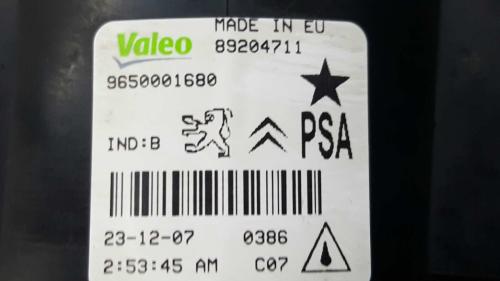 Valeo MADE IN EU
89204711
9650001680
IND:B PSA
23-12-07 0386
2:53:45 AM C07